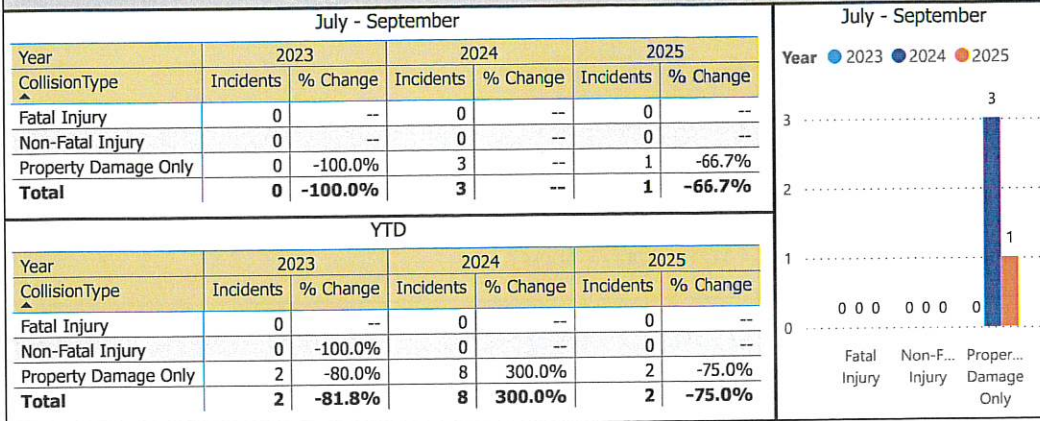 July - September
Year 2023 2024 2025
CollisionType Incidents % Change Incidents % Change Incidents % Change
Fatal Injury 0 -- 0 -- 0 --
Non-Fatal Injury 0 -- 0 -- 0 --
Property Damage Only 0 -100.0% 3 -- 1 -66.7%
Total 0 -100.0% 3 -- 1 -66.7%
YTD
Year 2023 2024 2025
CollisionType Incidents % Change Incidents % Change Incidents % Change
Fatal Injury 0 -- 0 -- 0 --
Non-Fatal Injury 0 -100.0% 0 -- 0 --
Property Damage Only 2 -80.0% 8 300.0% 2 -75.0%
Total 2 -81.8% 8 300.0% 2 -75.0%
July - September
Year 2023 2024 2025
3
3
2
1
1
0 0 0 0 0 0 0
0
Fatal Non-F... Proper...
Injury Injury Damage
Only